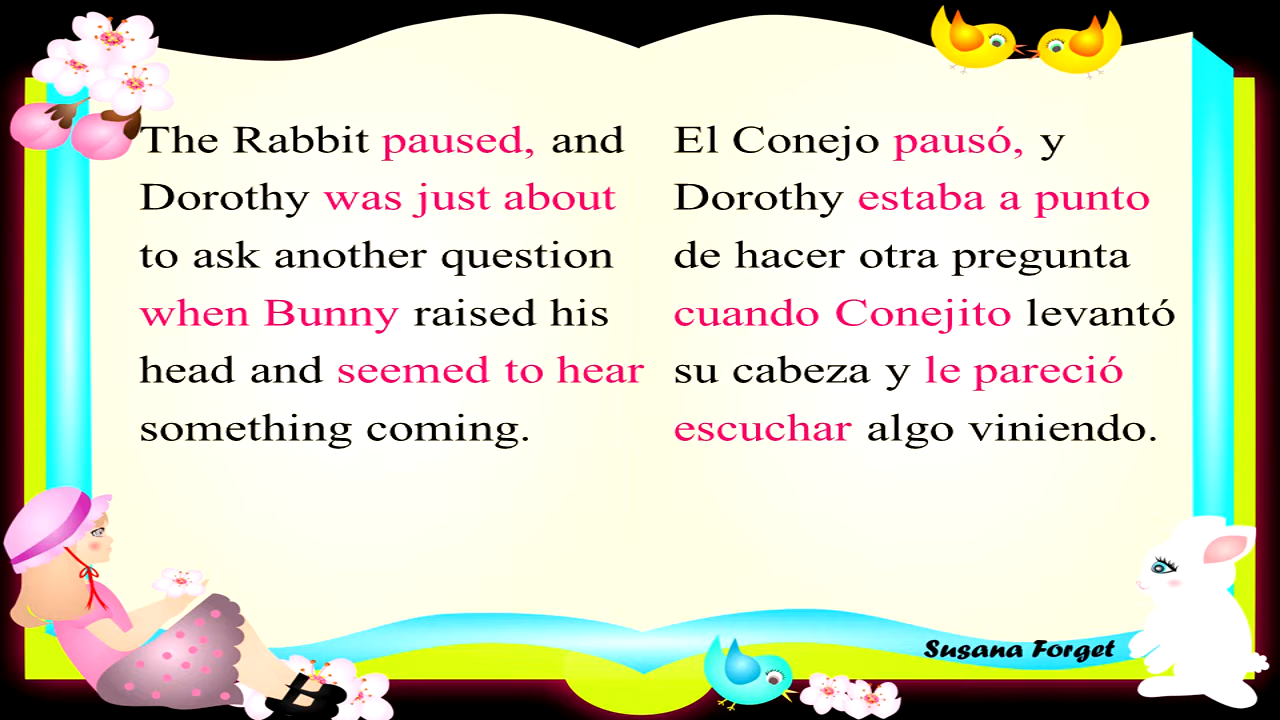 The Rabbit paused, and
Dorothy was just about
to ask another question
when Bunny raised his
head and seemed to hear
something coming.
El Conejo pausó, y
Dorothy estaba a punto
de hacer otra pregunta
cuando Conejito levantó
su cabeza y le pareció
escuchar algo viniendo.
Susana Forget